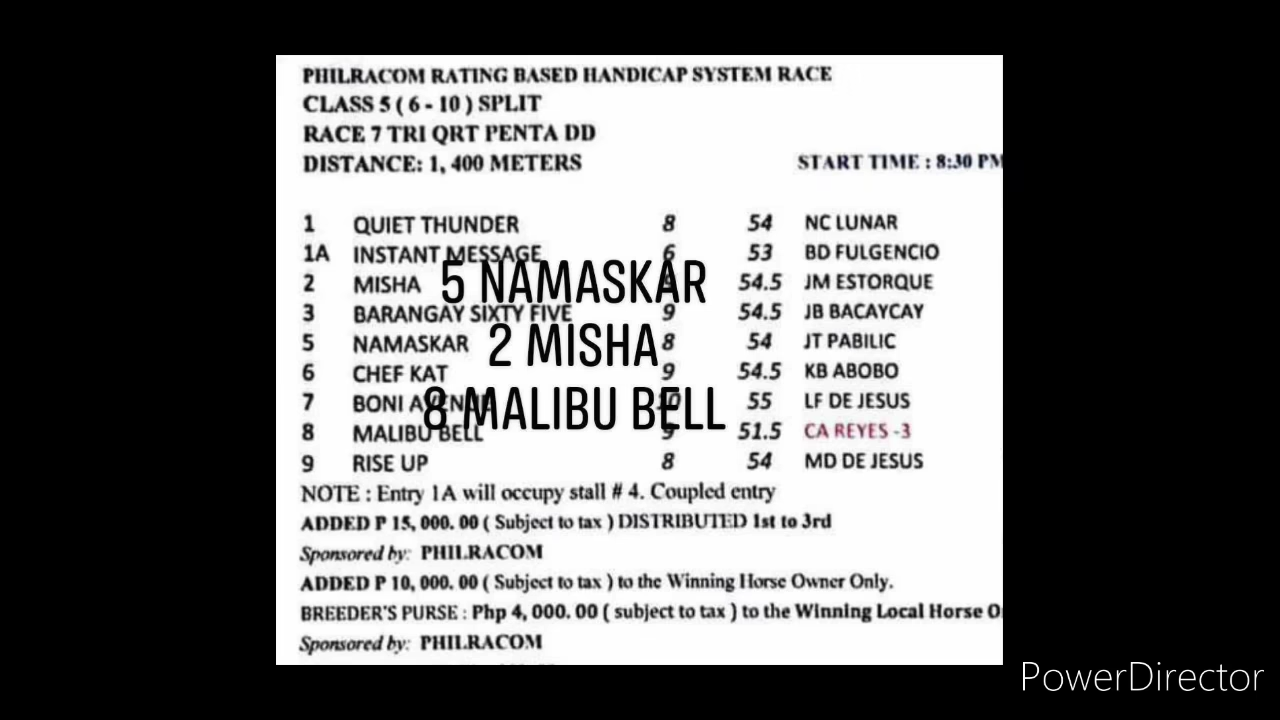 PHILRACOM RATING BASED HANDICAP SYSTEM RACE
CLASS 5 ( 6 - 10 ) SPLIT
RACE 7 TRI QRT PENTA DD
DISTANCE: 1, 400 METERS START TIME : 8:30 PM
1 QUIET THUNDER 8 54 NC LUNAR
1A INSTANT MESSAGE 6 53 BD FULGENCIO
2 MISHA 54.5 JM ESTORQUE
3 BARANGAY SIXTY FIVE 9 54.5 JB BACAYCAY
5 NAMASKAR 8 54 JT PABILIC
6 CHEF KAT 9 54.5 KB ABOBO
7 BONI AVENUE 10 55 LF DE JESUS
8 MALIBU BELL 9 51.5 CA REYES -3
9 RISE UP 8 54 MD DE JESUS
5 NAMASKAR
2 MISHA
8 MALIBU BELL
NOTE : Entry 1A will occupy stall # 4. Coupled entry
ADDED P 15, 000. 00 ( Subject to tax ) DISTRIBUTED 1st to 3rd
Sponsored by: PHILRACOM
ADDED P 10, 000. 00 ( Subject to tax ) to the Winning Horse Owner Only.
BREEDER'S PURSE : Php 4, 000. 00 ( subject to tax ) to the Winning Local Horse
Sponsored by: PHILRACOM
PowerDirector